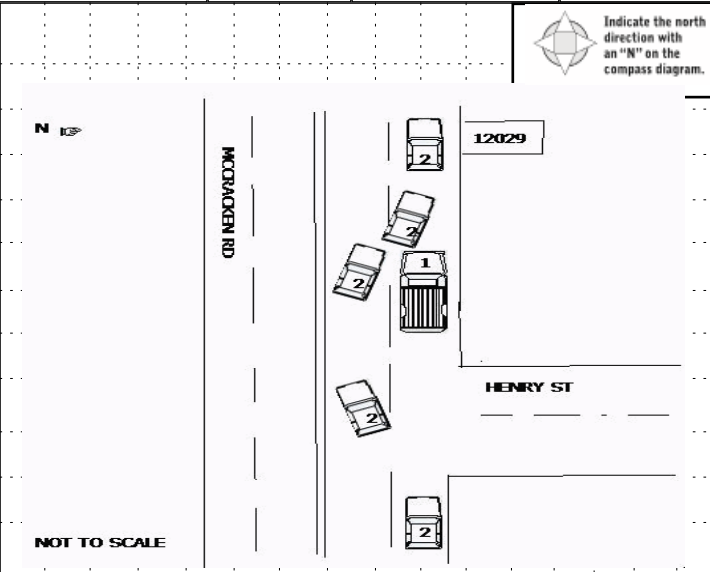 Indicate the north
direction with
an “N” on the
compass diagram.
N
12029
2
MCCRACKEN RD
2
1
2
HENRY ST
2
2
NOT TO SCALE